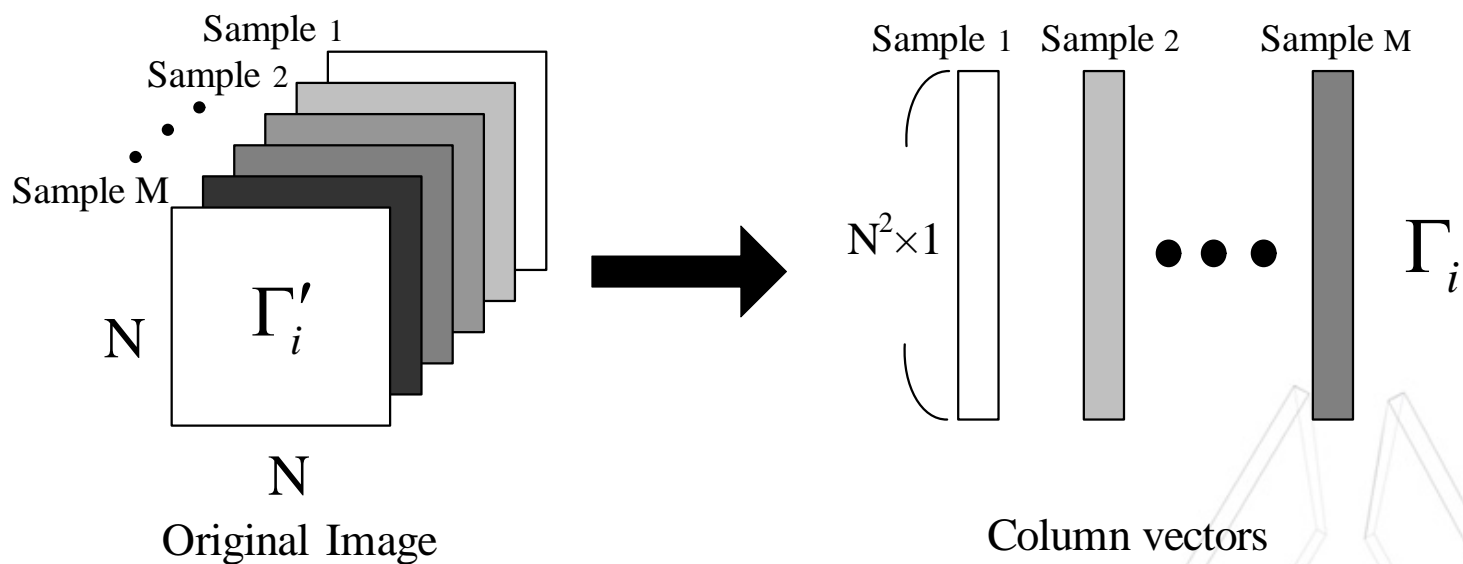 Sample 1
Sample 2
Sample M
Γ′ᵢ
N
N
Original Image
Sample 1 Sample 2 Sample M
N²×1
Γᵢ
Column vectors